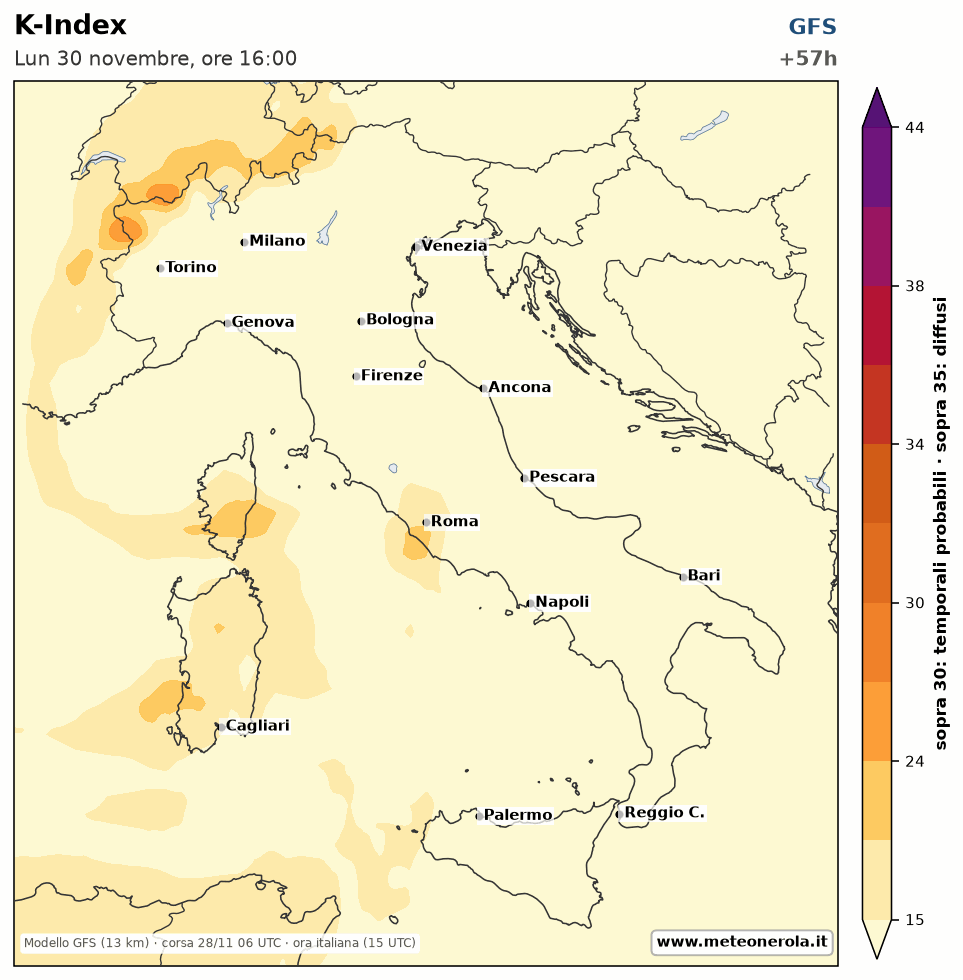 K-Index
GFS
Lun 30 novembre, ore 16:00
+57h
44
38
34
30
24
15
sopra 30: temporali probabili · sopra 35: diffusi
Milano
Venezia
Torino
Genova
Bologna
Firenze
Ancona
Pescara
Roma
Bari
Napoli
Cagliari
Palermo
Reggio C.
Modello GFS (13 km) · corsa 28/11 06 UTC · ora italiana (15 UTC)
www.meteonerola.it